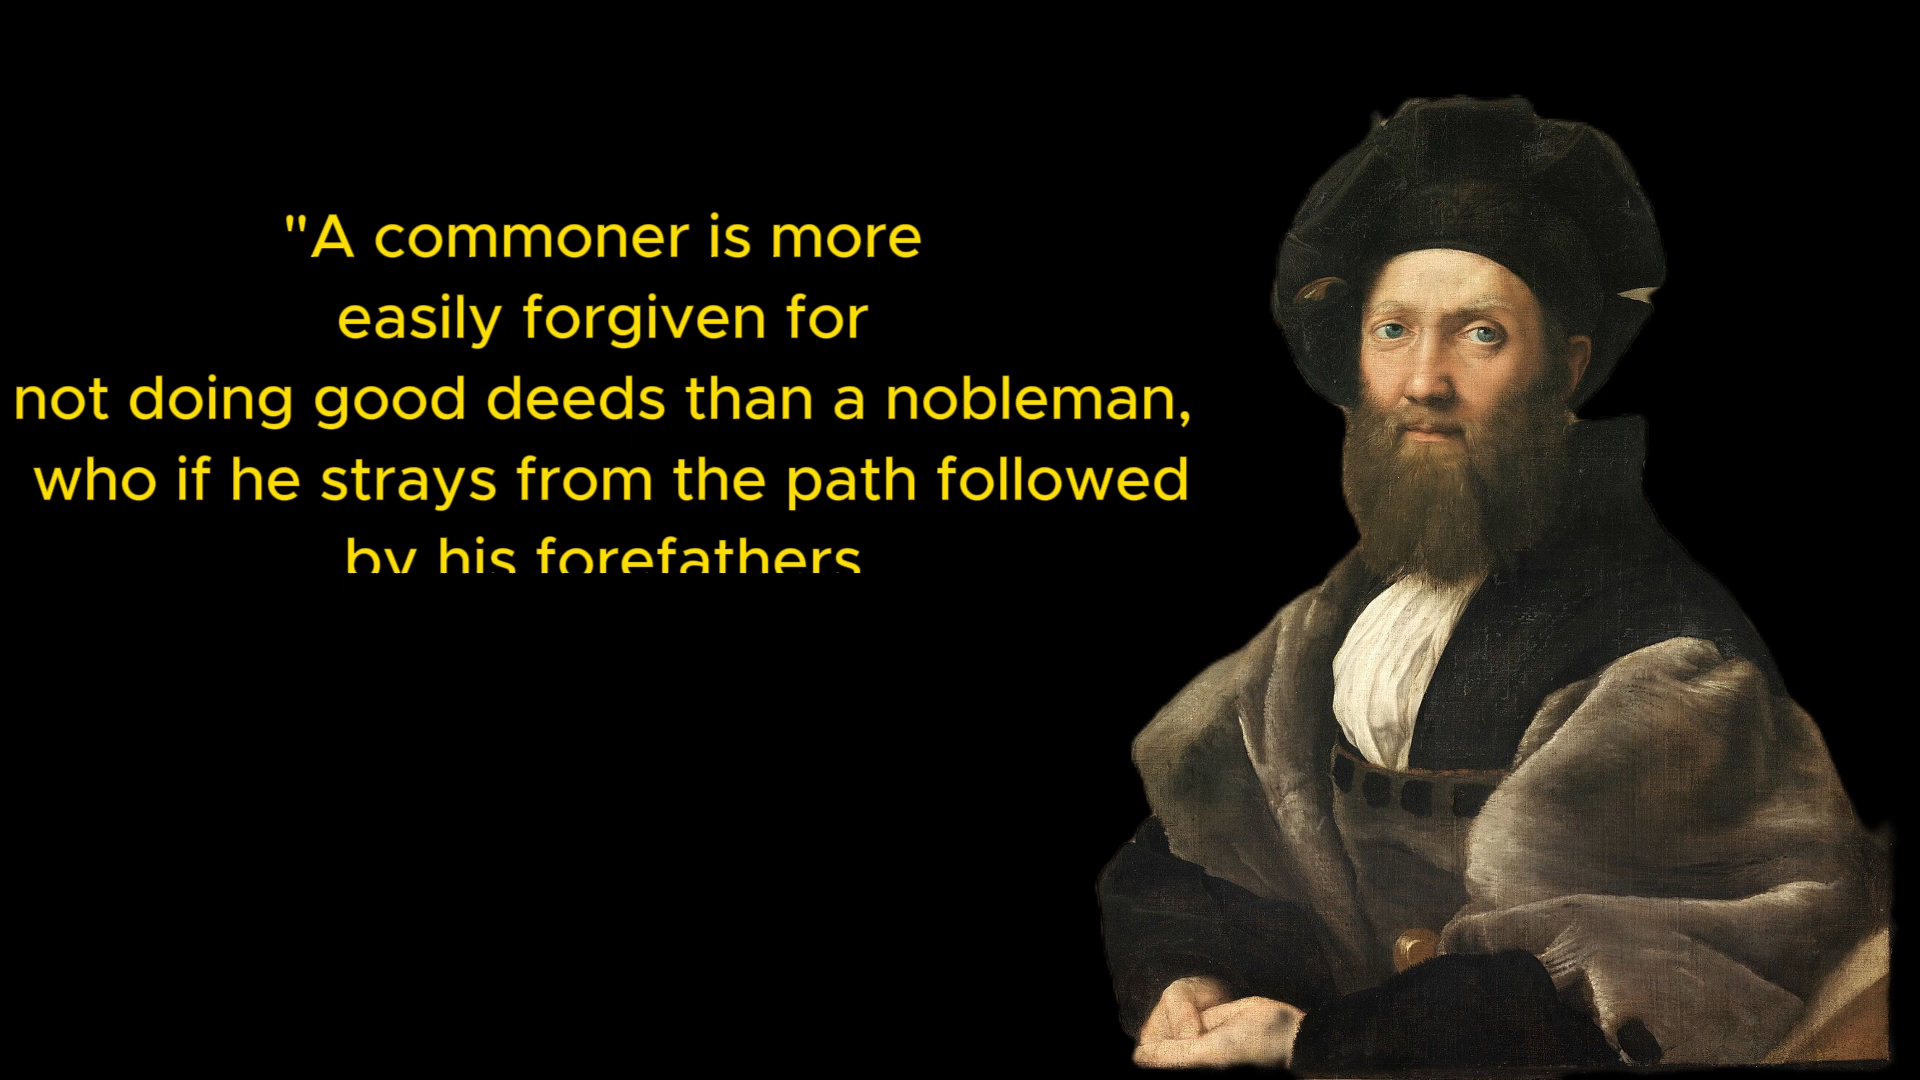 "A commoner is more
easily forgiven for
not doing good deeds than a nobleman,
who if he strays from the path followed
by his forefathers